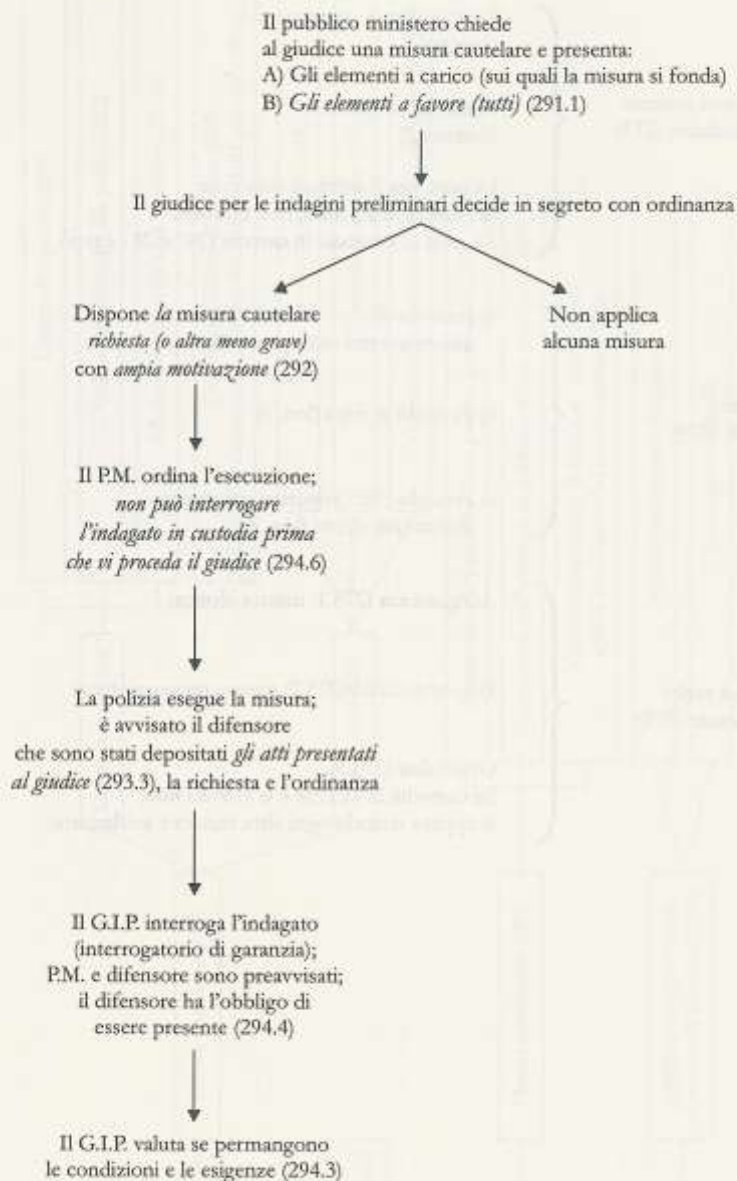 Il pubblico ministero chiede
al giudice una misura cautelare e presenta:
A) Gli elementi a carico (sui quali la misura si fonda)
B) Gli elementi a favore (tutti) (291.1)
Il giudice per le indagini preliminari decide in segreto con ordinanza
Dispone la misura cautelare
richiesta (o altra meno grave)
con ampia motivazione (292)
Non applica
alcuna misura
Il P.M. ordina l'esecuzione;
non può interrogare
l'indagato in custodia prima
che vi proceda il giudice (294.6)
La polizia esegue la misura;
è avvisato il difensore
che sono stati depositati gli atti presentati
al giudice (293.3), la richiesta e l'ordinanza
Il G.I.P. interroga l'indagato
(interrogatorio di garanzia);
P.M. e difensore sono preavvisati;
il difensore ha l'obbligo di
essere presente (294.4)
Il G.I.P. valuta se permangono
le condizioni e le esigenze (294.3)